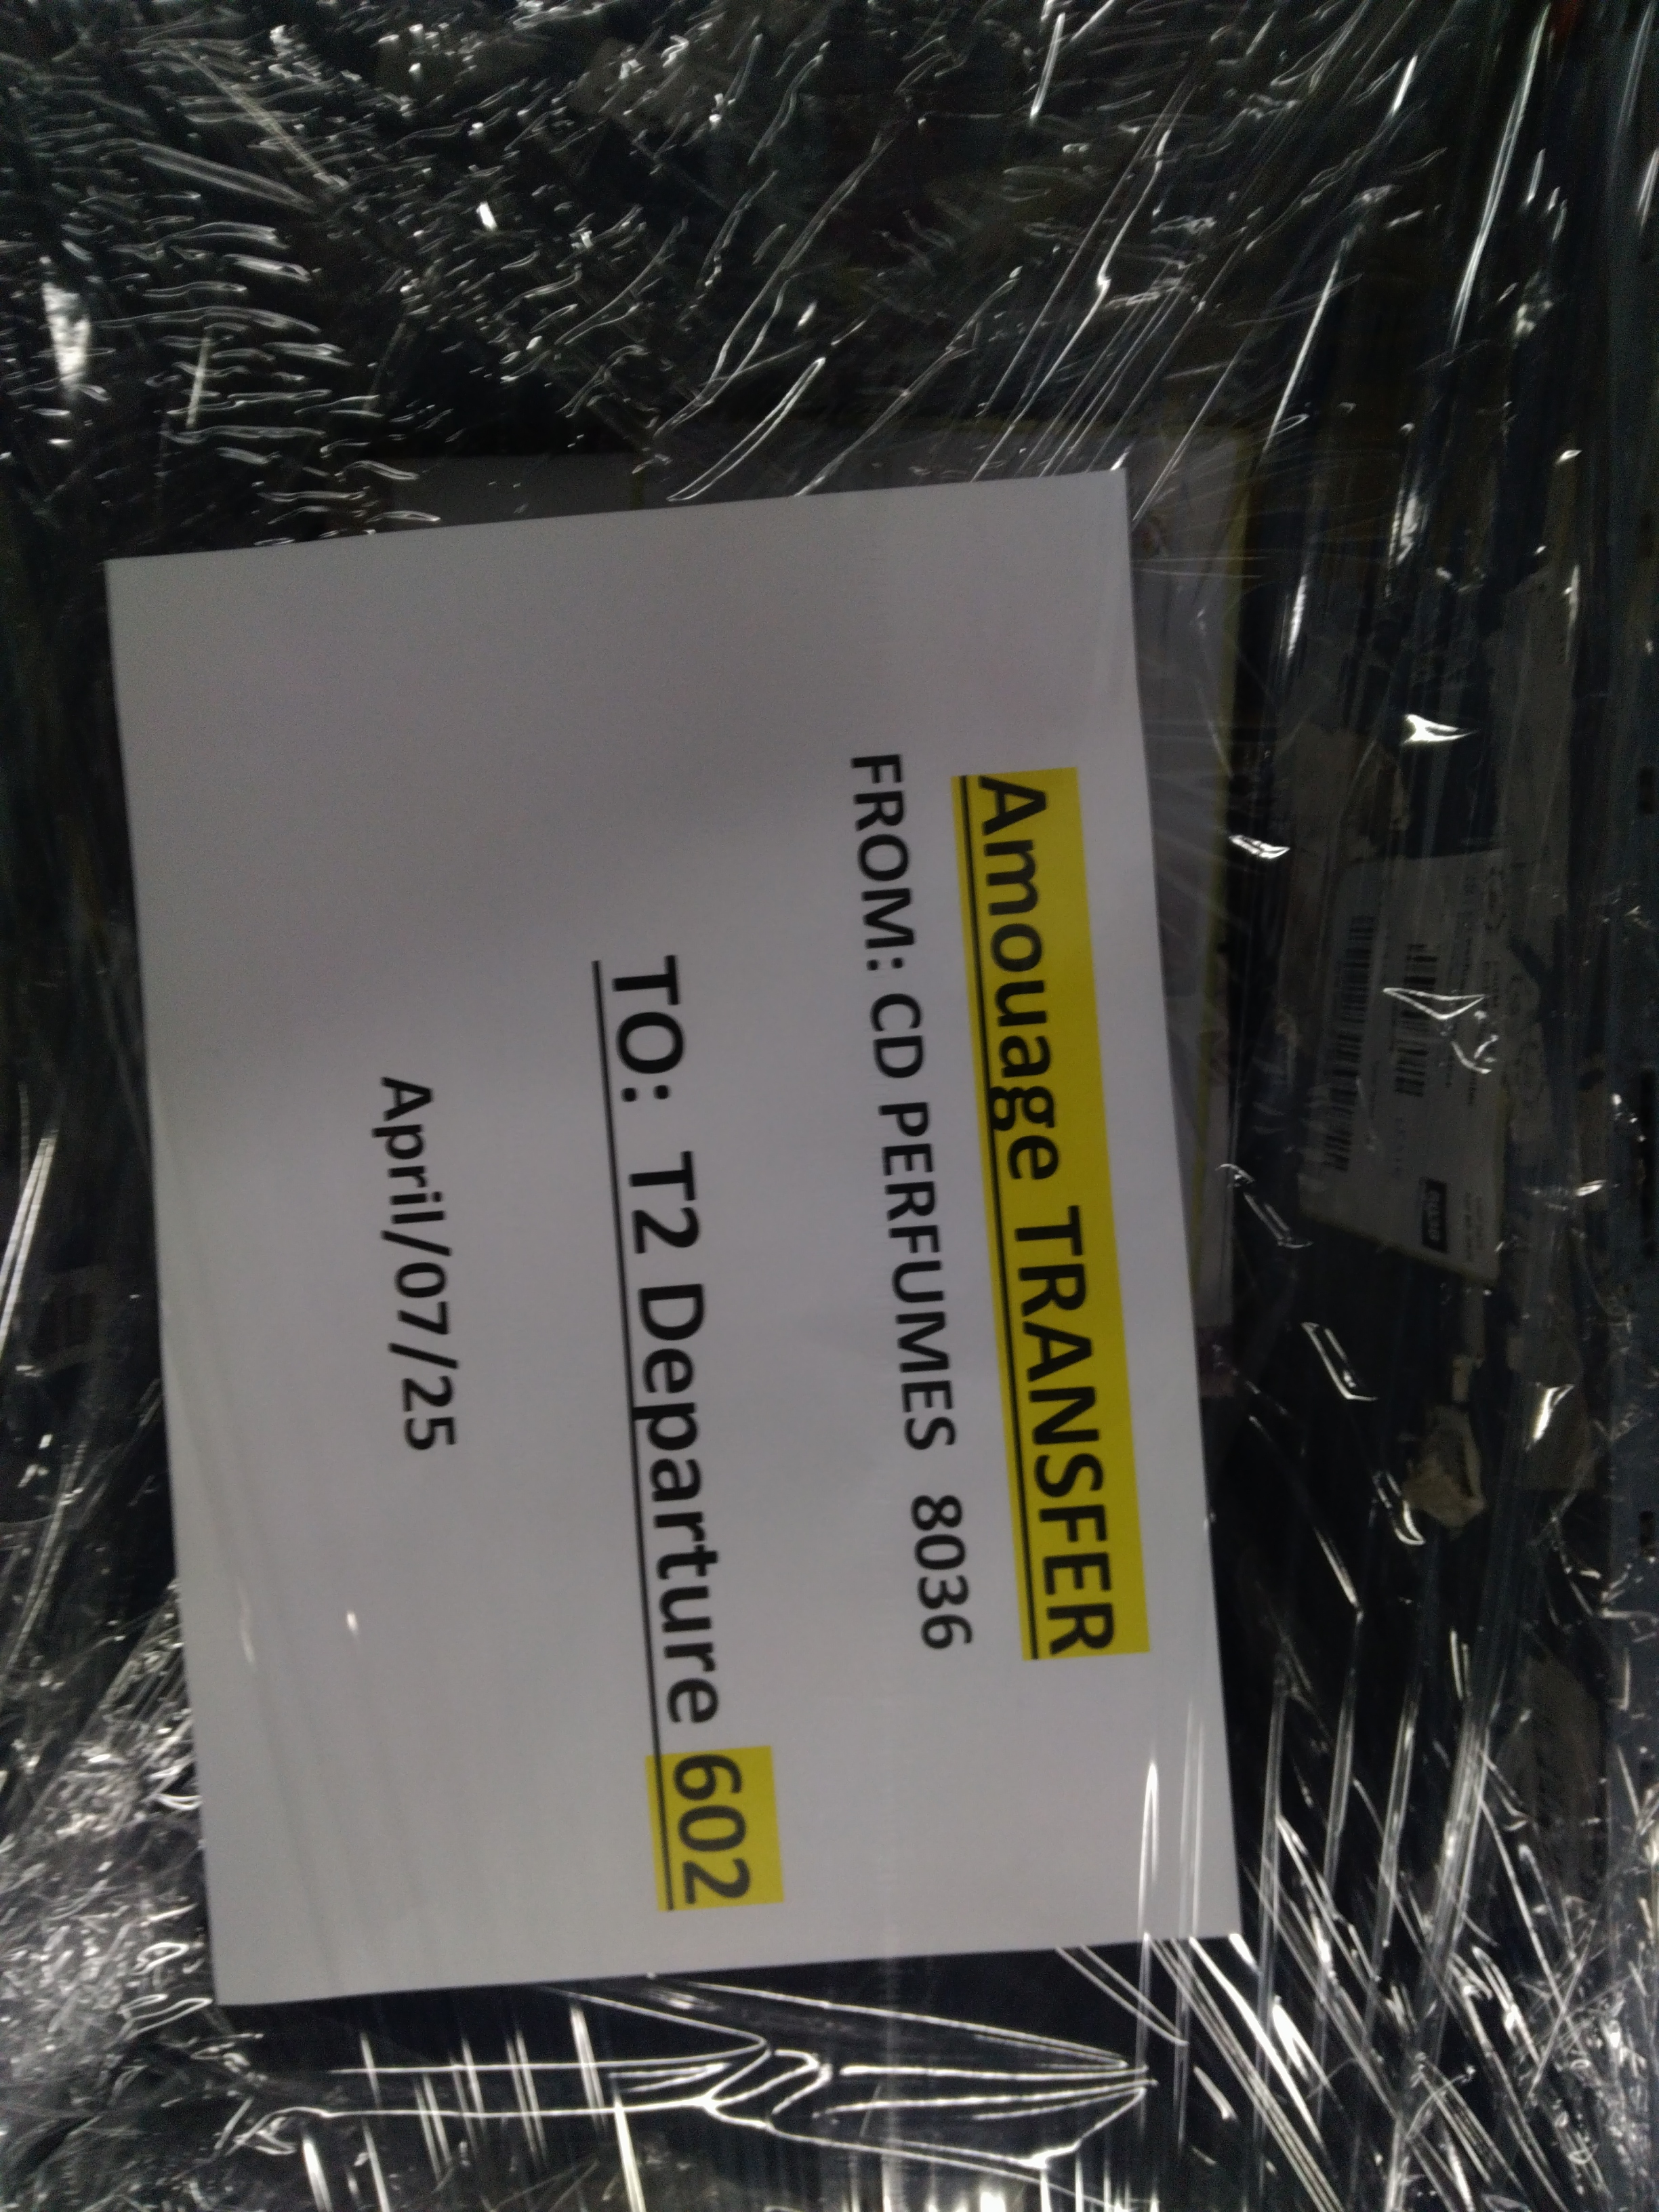 Amouage TRANSFER
FROM: CD PERFUMES 8036
TO: T2 Departure 602
April/07/25